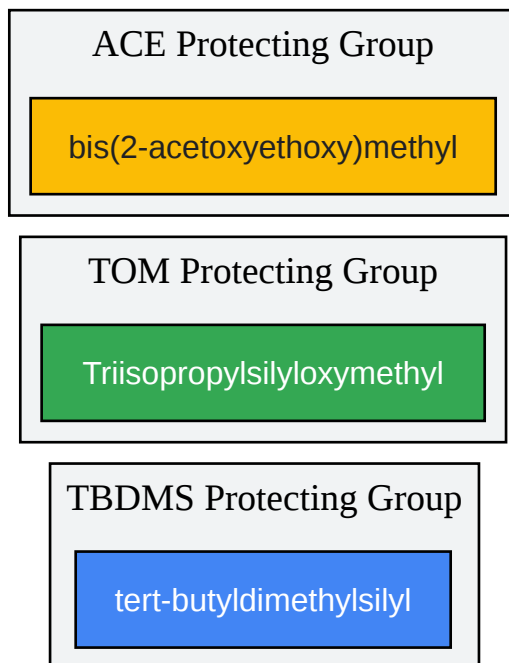 ACE Protecting Group
bis(2-acetoxyethoxy)methyl
TOM Protecting Group
Triisopropylsilyloxymethyl
TBDMS Protecting Group
tert-butyldimethylsilyl